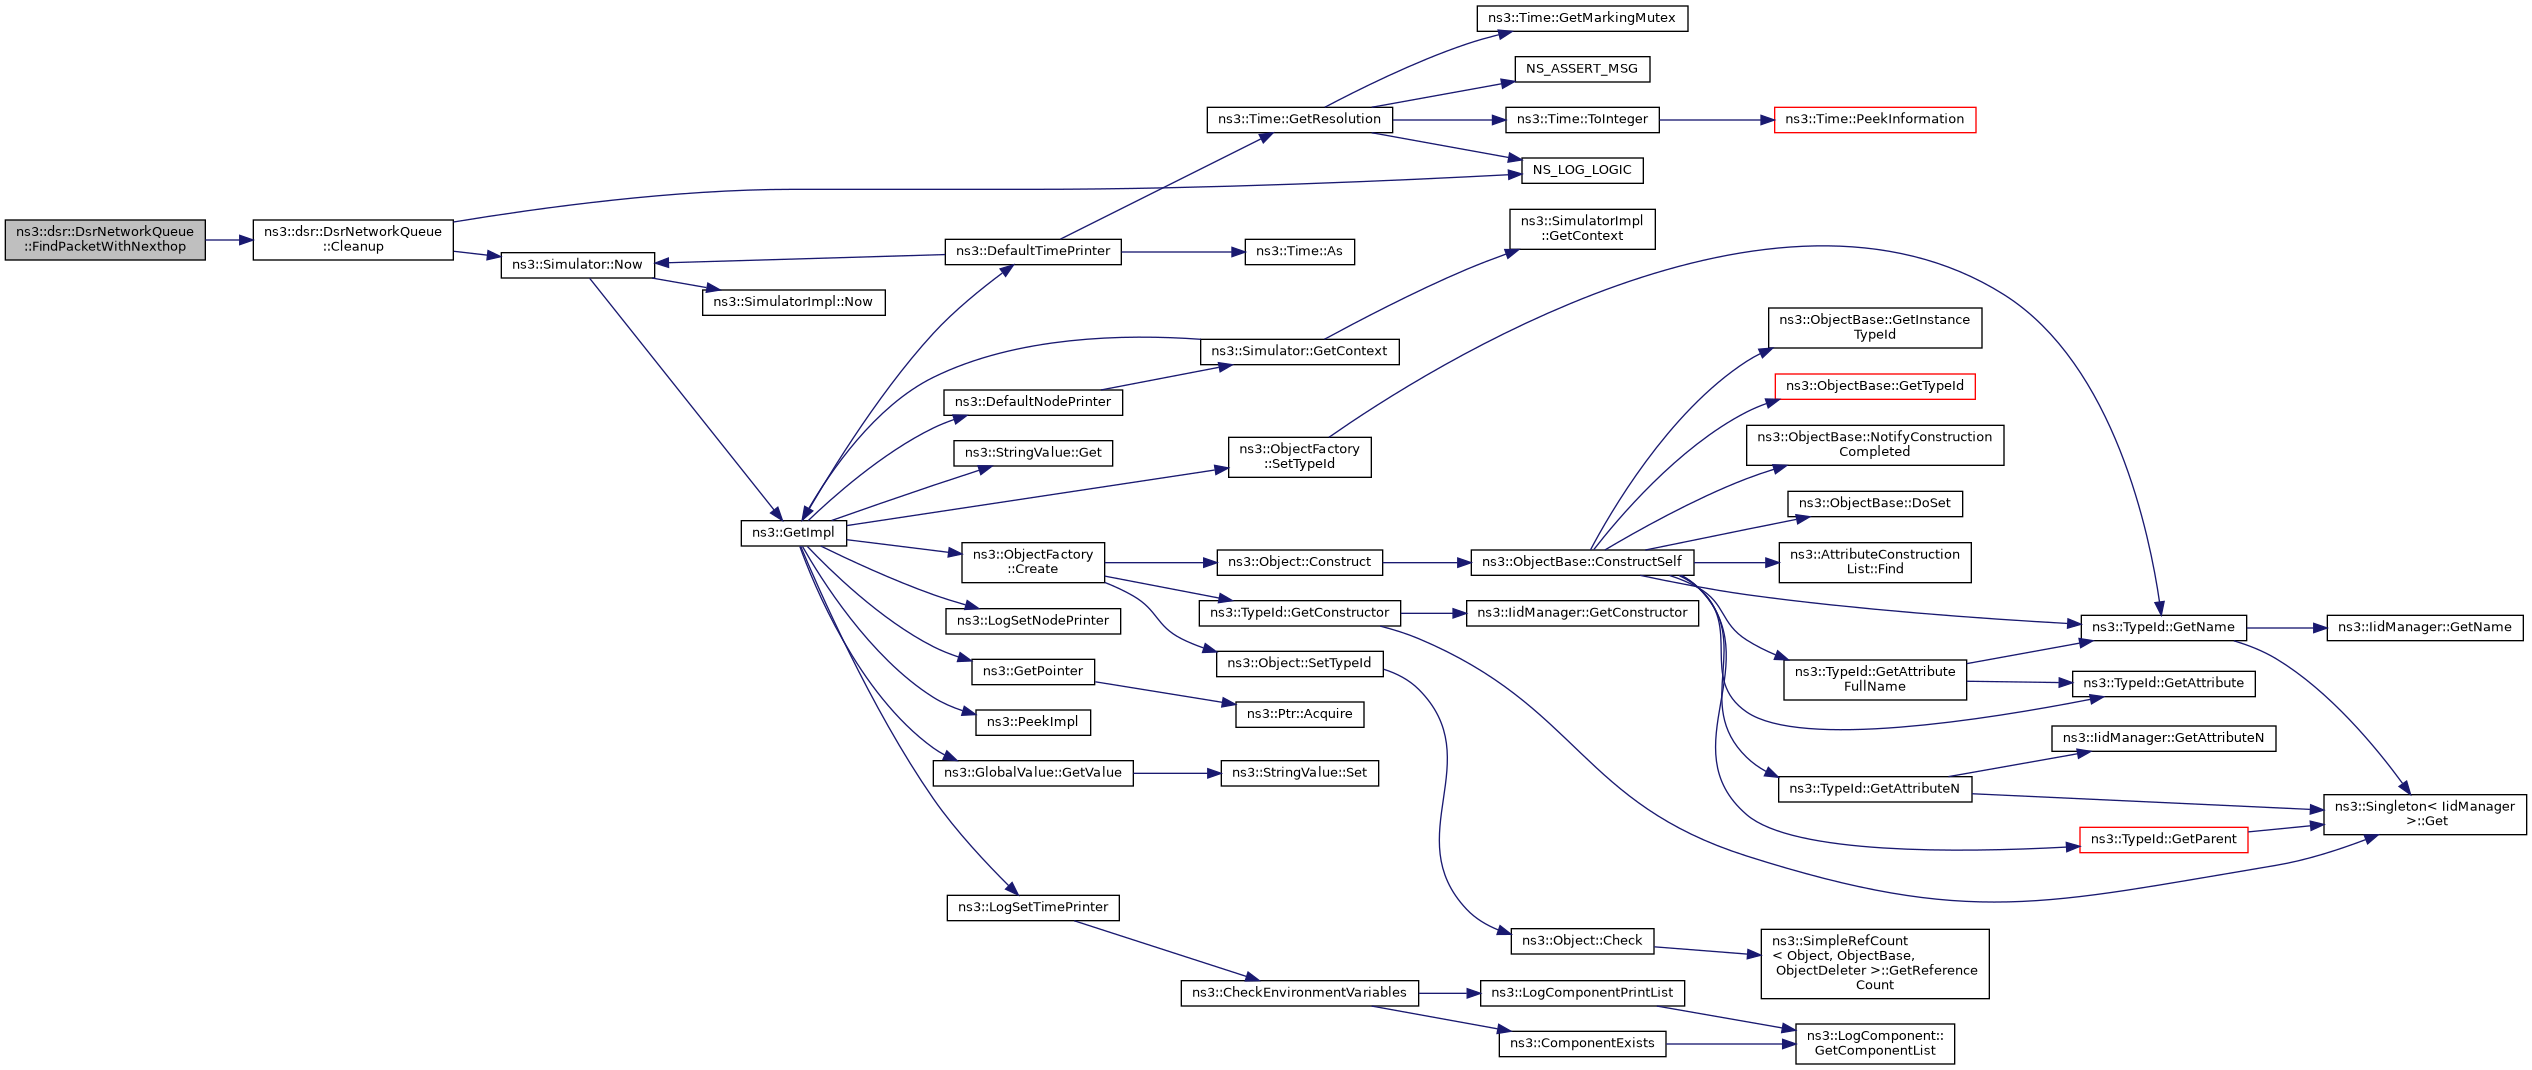 ns3::Time::GetMarkingMutex
NS_ASSERT_MSG
ns3::Time::GetResolution
ns3::Time::ToInteger
ns3::Time::PeekInformation
NS_LOG_LOGIC
ns3::dsr::DsrNetworkQueue
::FindPacketWithNexthop
ns3::dsr::DsrNetworkQueue
::Cleanup
ns3::SimulatorImpl
::GetContext
ns3::DefaultTimePrinter
ns3::Time::As
ns3::Simulator::Now
ns3::SimulatorImpl::Now
ns3::ObjectBase::GetInstance
TypeId
ns3::Simulator::GetContext
ns3::ObjectBase::GetTypeId
ns3::DefaultNodePrinter
ns3::ObjectBase::NotifyConstruction
Completed
ns3::StringValue::Get
ns3::ObjectFactory
::SetTypeId
ns3::ObjectBase::DoSet
ns3::GetImpl
ns3::ObjectFactory
::Create
ns3::Object::Construct
ns3::ObjectBase::ConstructSelf
ns3::AttributeConstruction
List::Find
ns3::LogSetNodePrinter
ns3::TypeId::GetConstructor
ns3::IidManager::GetConstructor
ns3::TypeId::GetName
ns3::IidManager::GetName
ns3::Object::SetTypeId
ns3::GetPointer
ns3::TypeId::GetAttribute
FullName
ns3::TypeId::GetAttribute
ns3::Ptr::Acquire
ns3::PeekImpl
ns3::IidManager::GetAttributeN
ns3::GlobalValue::GetValue
ns3::StringValue::Set
ns3::TypeId::GetAttributeN
ns3::Singleton< IidManager
>::Get
ns3::TypeId::GetParent
ns3::LogSetTimePrinter
ns3::Object::Check
ns3::SimpleRefCount
< Object, ObjectBase,
ObjectDeleter >::GetReference
Count
ns3::CheckEnvironmentVariables
ns3::LogComponentPrintList
ns3::ComponentExists
ns3::LogComponent::
GetComponentList